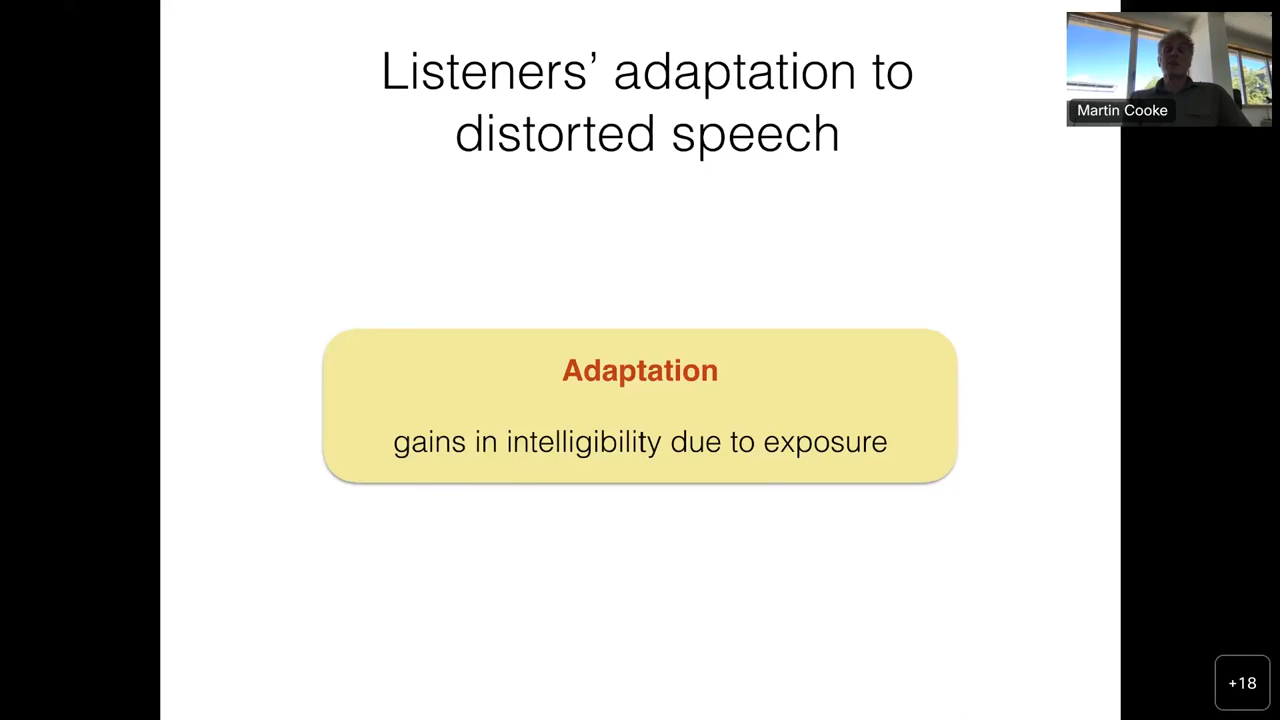 Listeners’ adaptation to
distorted speech
Martin Cooke
Adaptation
gains in intelligibility due to exposure
+18